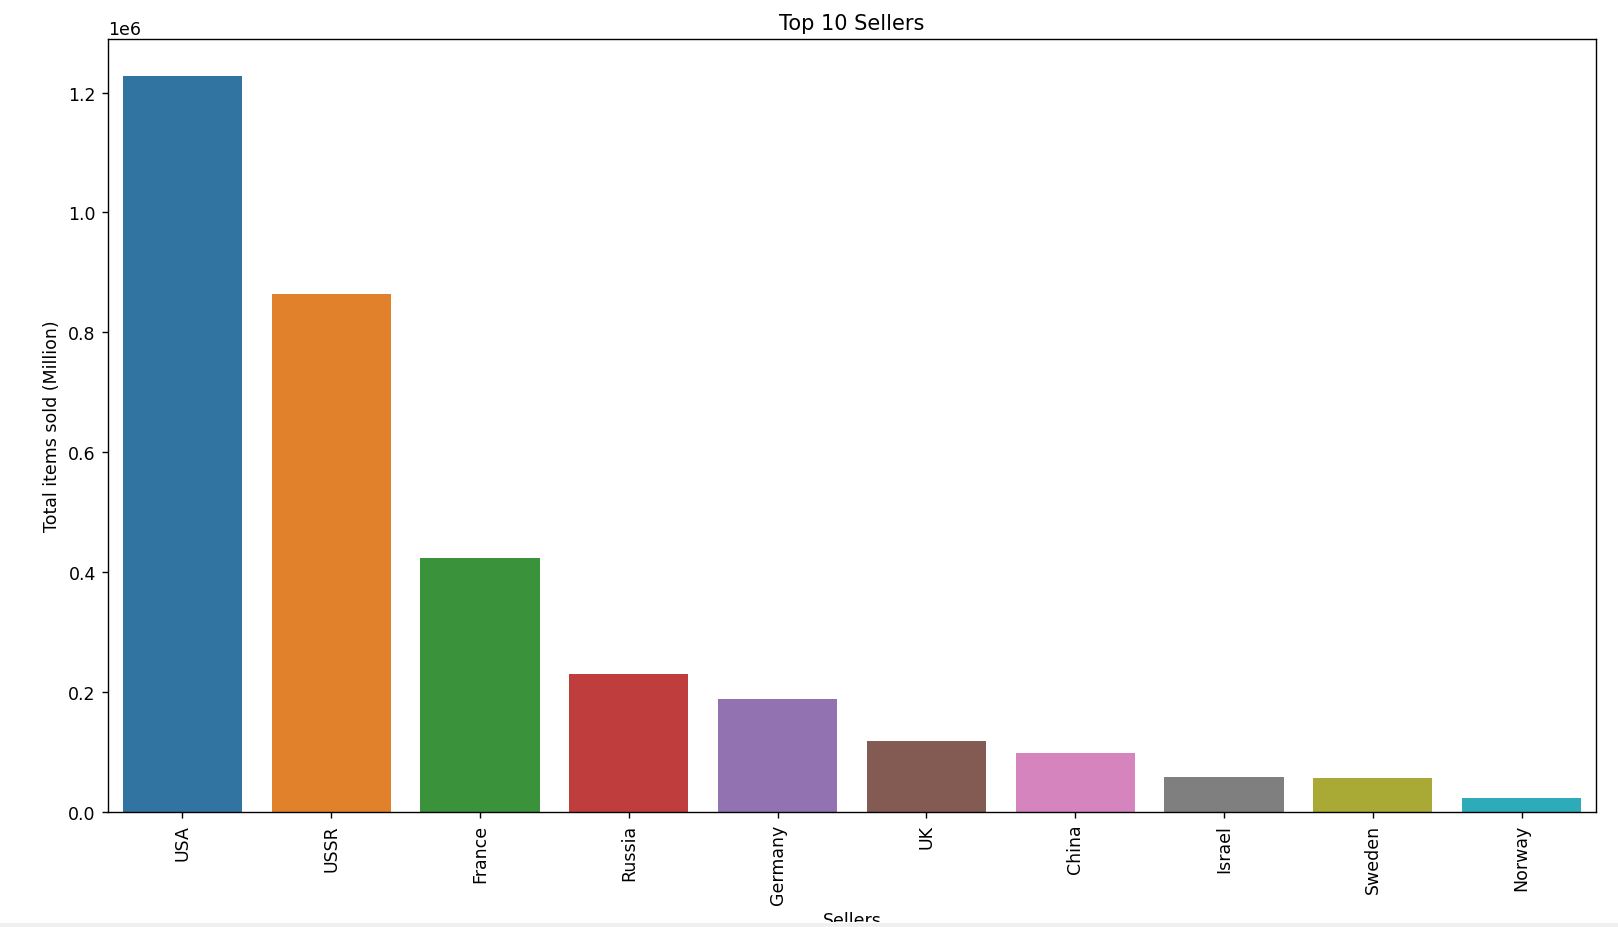 Top 10 Sellers
1e6
1.2
1.0
0.8
0.6
0.4
0.2
0.0
Total items sold (Million)
USA
USSR
France
Russia
Germany
UK
China
Israel
Sweden
Norway
Sellers